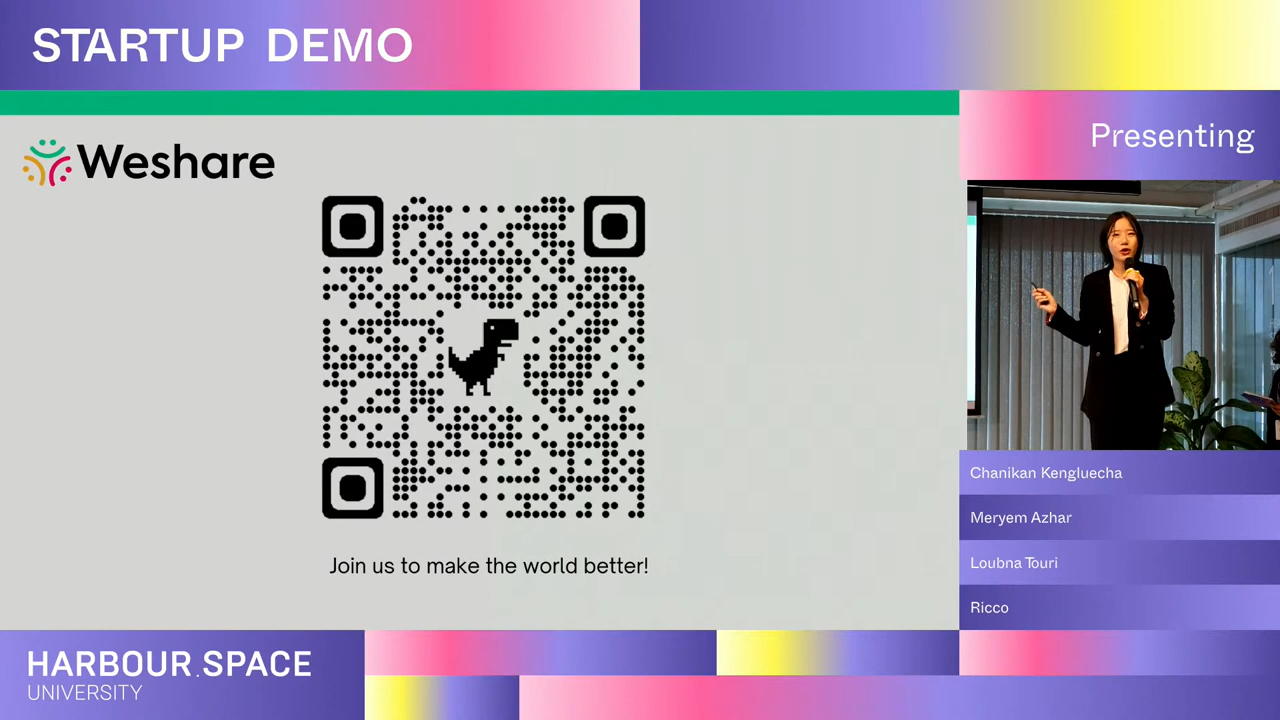 STARTUP DEMO
Presenting
Weshare
Join us to make the world better!
Chanikan Kengluecha
Meryem Azhar
Loubna Touri
Ricco
HARBOUR.SPACE
UNIVERSITY